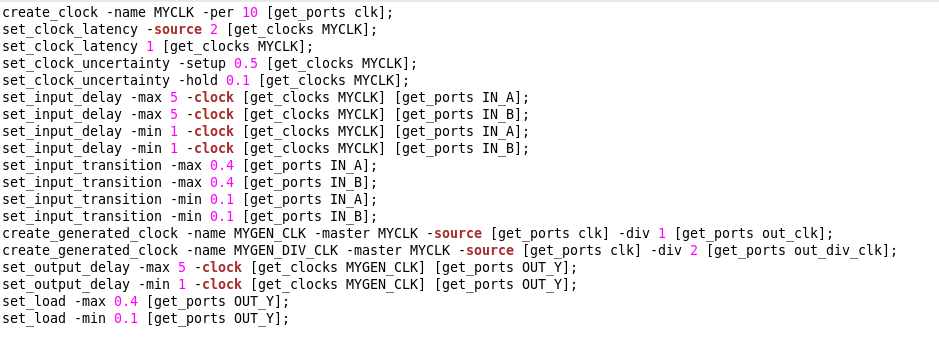 create_clock -name MYCLK -per 10 [get_ports clk];
set_clock_latency -source 2 [get_clocks MYCLK];
set_clock_latency 1 [get_clocks MYCLK];
set_clock_uncertainty -setup 0.5 [get_clocks MYCLK];
set_clock_uncertainty -hold 0.1 [get_clocks MYCLK];
set_input_delay -max 5 -clock [get_clocks MYCLK] [get_ports IN_A];
set_input_delay -max 5 -clock [get_clocks MYCLK] [get_ports IN_B];
set_input_delay -min 1 -clock [get_clocks MYCLK] [get_ports IN_A];
set_input_delay -min 1 -clock [get_clocks MYCLK] [get_ports IN_B];
set_input_transition -max 0.4 [get_ports IN_A];
set_input_transition -max 0.4 [get_ports IN_B];
set_input_transition -min 0.1 [get_ports IN_A];
set_input_transition -min 0.1 [get_ports IN_B];
create_generated_clock -name MYGEN_CLK -master MYCLK -source [get_ports clk] -div 1 [get_ports out_clk];
create_generated_clock -name MYGEN_DIV_CLK -master MYCLK -source [get_ports clk] -div 2 [get_ports out_div_clk];
set_output_delay -max 5 -clock [get_clocks MYGEN_CLK] [get_ports OUT_Y];
set_output_delay -min 1 -clock [get_clocks MYGEN_CLK] [get_ports OUT_Y];
set_load -max 0.4 [get_ports OUT_Y];
set_load -min 0.1 [get_ports OUT_Y];